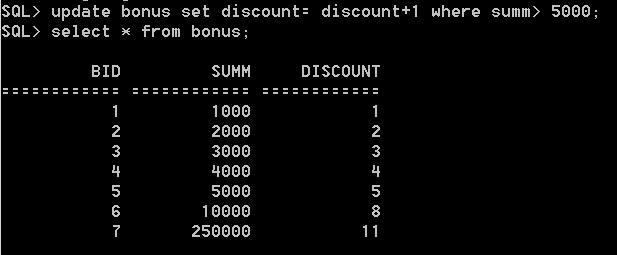 SQL> update bonus set discount= discount+1 where summ> 5000;
SQL> select * from bonus;
BID SUMM DISCOUNT
============ ============ ============
1 1000 1
2 2000 2
3 3000 3
4 4000 4
5 5000 5
6 10000 8
7 250000 11